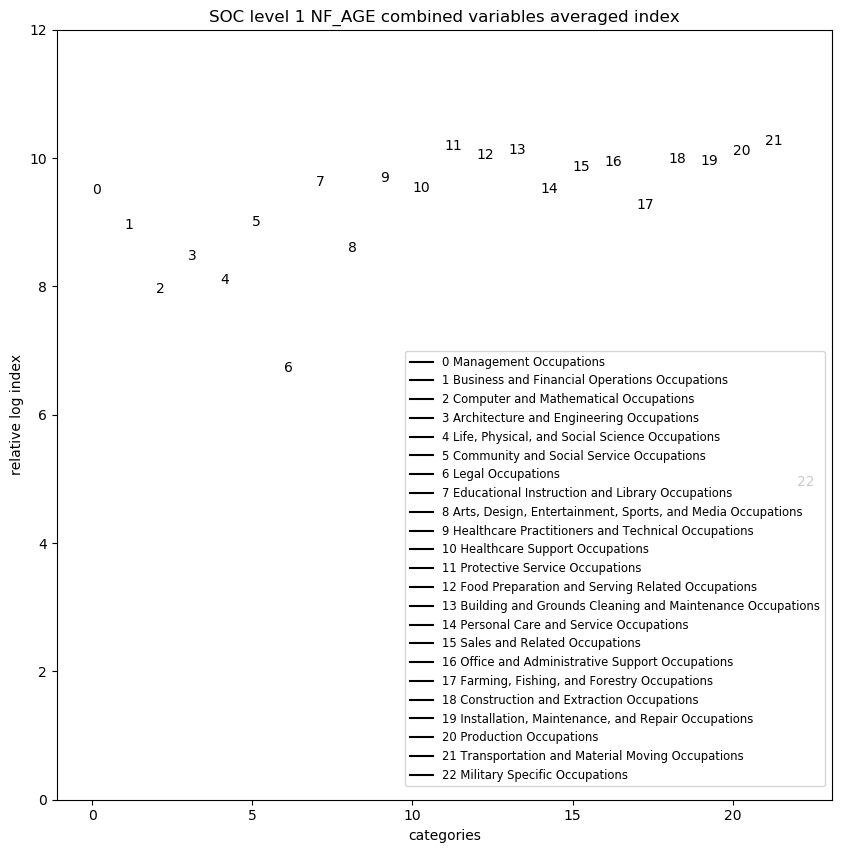 SOC level 1 NF_AGE combined variables averaged index
12
10
8
6
4
2
0
relative log index
0
1
2
3
4
5
6
7
8
9
10
11
12
13
14
15
16
17
18
19
20
21
22
0 Management Occupations
1 Business and Financial Operations Occupations
2 Computer and Mathematical Occupations
3 Architecture and Engineering Occupations
4 Life, Physical, and Social Science Occupations
5 Community and Social Service Occupations
6 Legal Occupations
7 Educational Instruction and Library Occupations
8 Arts, Design, Entertainment, Sports, and Media Occupations
9 Healthcare Practitioners and Technical Occupations
10 Healthcare Support Occupations
11 Protective Service Occupations
12 Food Preparation and Serving Related Occupations
13 Building and Grounds Cleaning and Maintenance Occupations
14 Personal Care and Service Occupations
15 Sales and Related Occupations
16 Office and Administrative Support Occupations
17 Farming, Fishing, and Forestry Occupations
18 Construction and Extraction Occupations
19 Installation, Maintenance, and Repair Occupations
20 Production Occupations
21 Transportation and Material Moving Occupations
22 Military Specific Occupations
0
5
10
15
20
categories